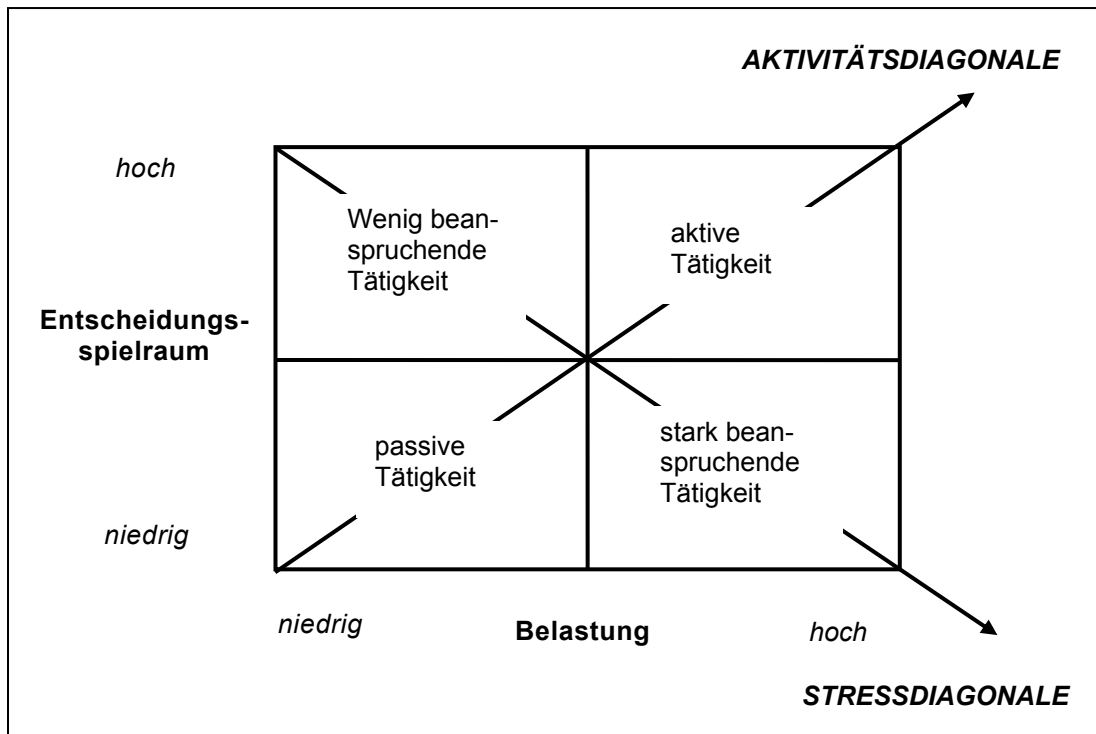 AKTIVITÄTSDIAGONALE
hoch
Wenig bean-
spruchende
Tätigkeit
aktive
Tätigkeit
Entscheidungs-
spielraum
passive
Tätigkeit
stark bean-
spruchende
Tätigkeit
niedrig
niedrig
Belastung
hoch
STRESSDIAGONALE